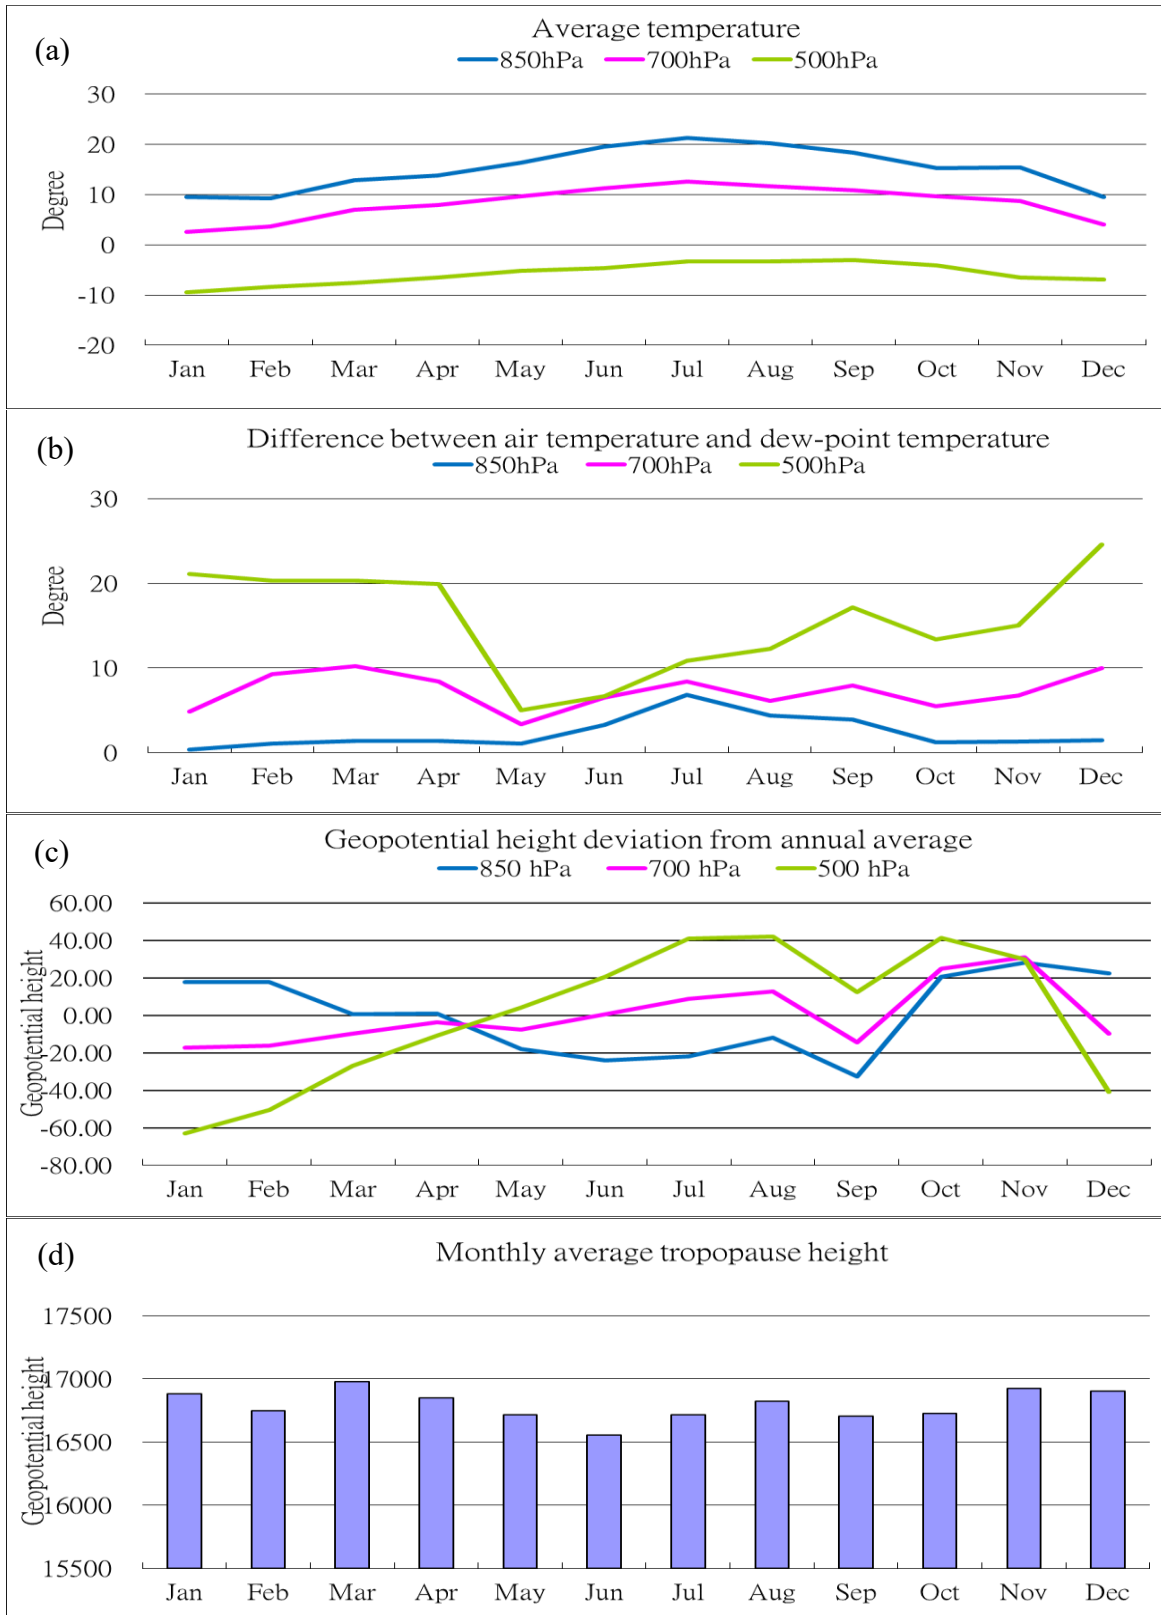 (a)
Average temperature
850hPa 700hPa 500hPa
Degree
30
20
10
0
-10
-20
Jan Feb Mar Apr May Jun Jul Aug Sep Oct Nov Dec
(b)
Difference between air temperature and dew-point temperature
850hPa 700hPa 500hPa
Degree
30
20
10
0
Jan Feb Mar Apr May Jun Jul Aug Sep Oct Nov Dec
(c)
Geopotential height deviation from annual average
850 hPa 700 hPa 500 hPa
Geopotential height
60.00
40.00
20.00
0.00
-20.00
-40.00
-60.00
-80.00
Jan Feb Mar Apr May Jun Jul Aug Sep Oct Nov Dec
(d)
Monthly average tropopause height
Geopotential height
17500
17000
16500
16000
15500
Jan Feb Mar Apr May Jun Jul Aug Sep Oct Nov Dec